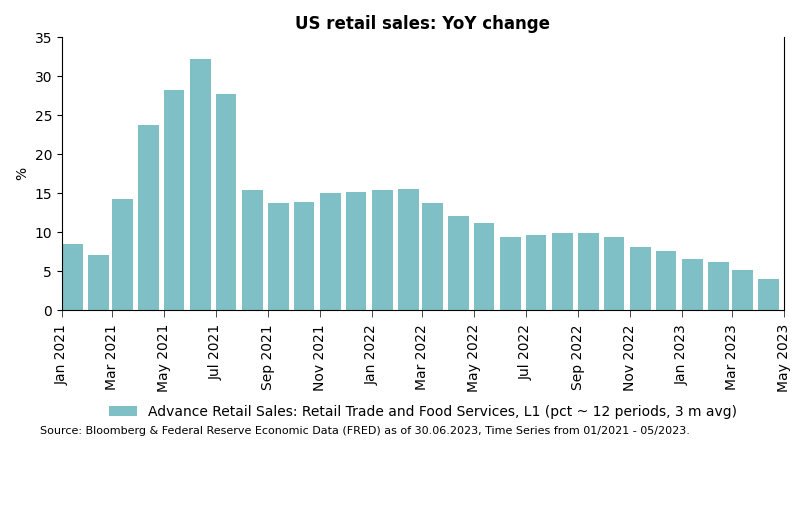 US retail sales: YoY change
35
30
25
20
15
10
5
0
%
Jan 2021
Mar 2021
May 2021
Jul 2021
Sep 2021
Nov 2021
Jan 2022
Mar 2022
May 2022
Jul 2022
Sep 2022
Nov 2022
Jan 2023
Mar 2023
May 2023
Advance Retail Sales: Retail Trade and Food Services, L1 (pct ~ 12 periods, 3 m avg)
Source: Bloomberg & Federal Reserve Economic Data (FRED) as of 30.06.2023, Time Series from 01/2021 - 05/2023.